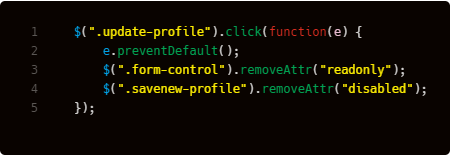 1 $(".update-profile").click(function(e) {
2 e.preventDefault();
3 $(".form-control").removeAttr("readonly");
4 $(".savenew-profile").removeAttr("disabled");
5 });